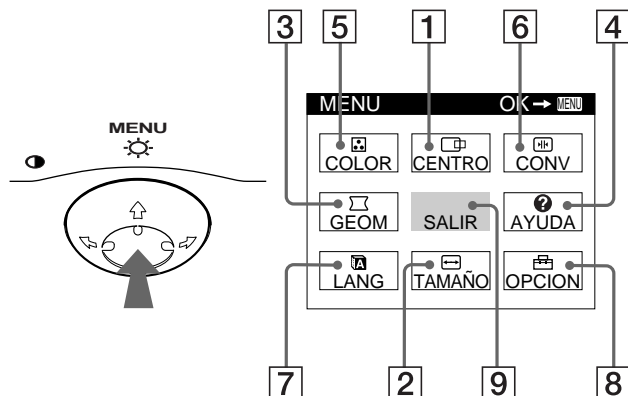 3 5 1 6 4
MENU
MENU OK→ MENU
COLOR CENTRO CONV
GEOM SALIR AYUDA
LANG TAMAÑO OPCION
7 2 9 8